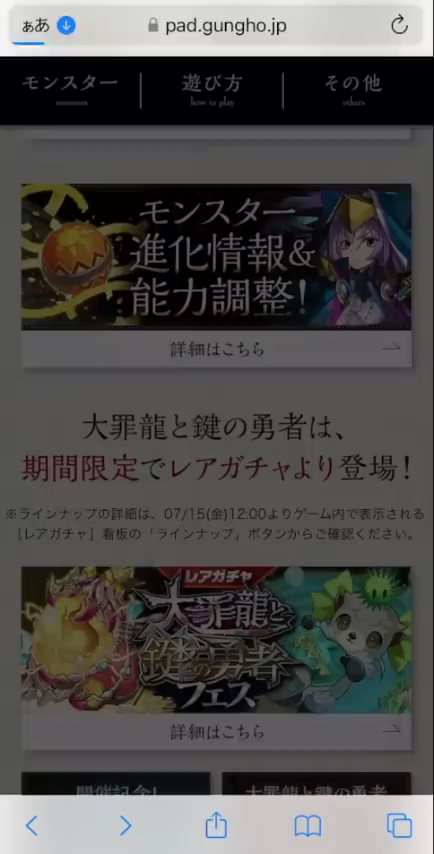 ぁあ
pad.gungho.jp
モンスター
遊び方
how to play
その他
others
モンスター
進化情報&
能力調整!
詳細はこちら
大罪龍と鍵の勇者は、
期間限定でレアガチャより登場!
※ラインナップの詳細は、07/15(金)12:00よりゲーム内で表示される
[レアガチャ]看板の「ラインナップ」ボタンからご確認ください。
レアガチャ
大罪龍と
鍵の勇者
フェス
詳細はこちら
開催記念!
大罪龍と鍵の勇者